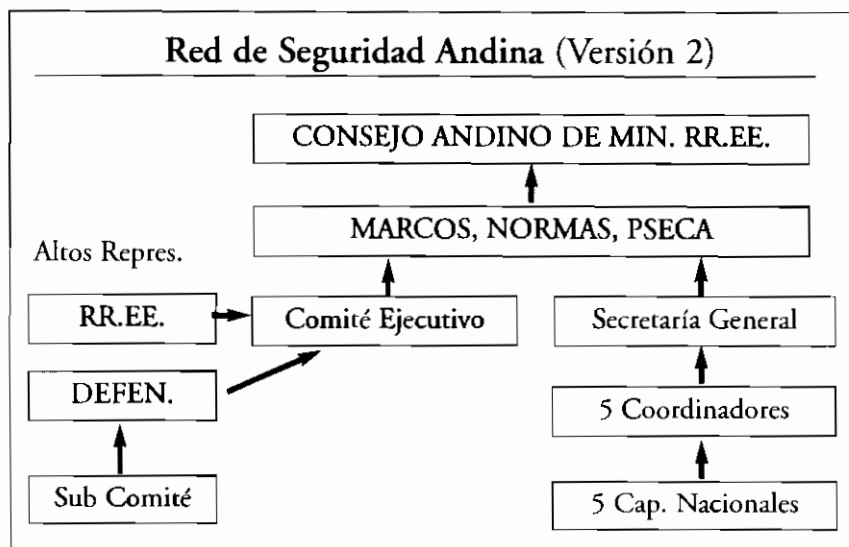 Red de Seguridad Andina (Versión 2)
CONSEJO ANDINO DE MIN. RR.EE.
MARCOS, NORMAS, PSECA
Altos Repres.
RR.EE.
Comité Ejecutivo
Secretaría General
DEFEN.
5 Coordinadores
Sub Comité
5 Cap. Nacionales